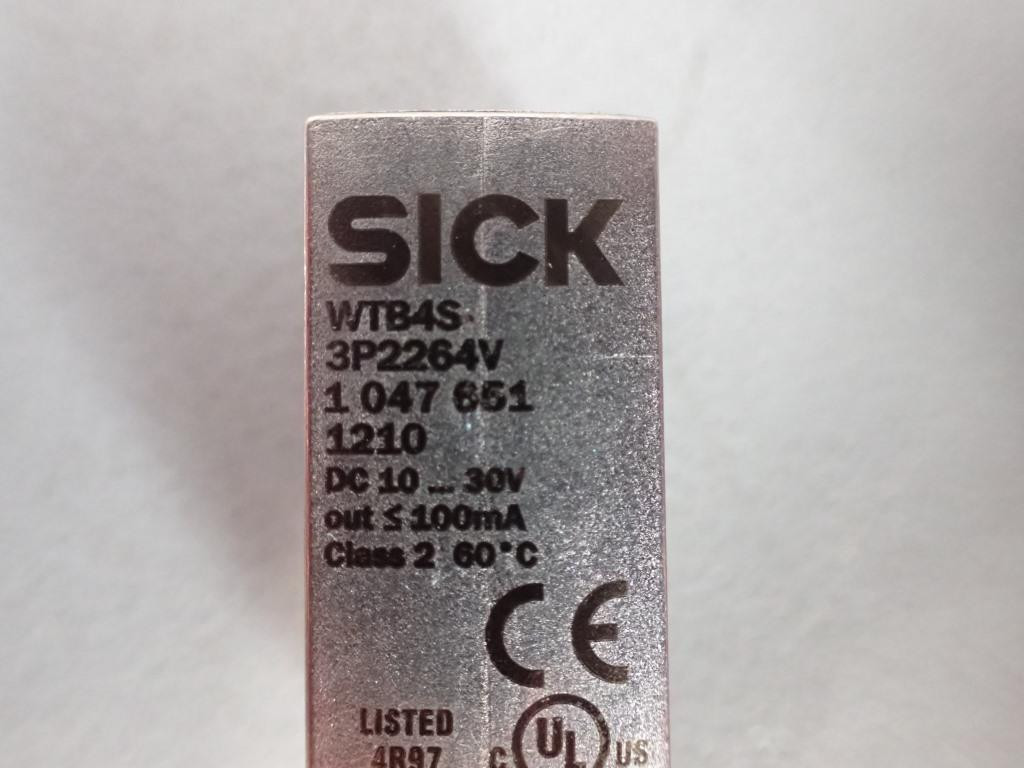 SICK
WTB4S-
3P2264V
1 047 651
1210
DC 10 ... 30V
out ≤ 100mA
Class 2 60°C
CE
LISTED
4R97
C UL US